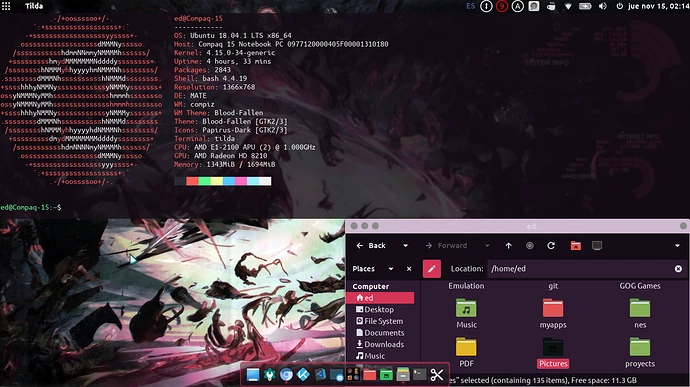 Tilda
ES
jue nov 15, 02:14
ed@Compaq-15
OS: Ubuntu 18.04.1 LTS x86_64
Host: Compaq 15 Notebook PC 0977120000405F00001310180
Kernel: 4.15.0-34-generic
Uptime: 4 hours, 33 mins
Packages: 2843
Shell: bash 4.4.19
Resolution: 1366x768
DE: MATE
WM: compiz
WM Theme: Blood-Fallen
Theme: Blood-Fallen [GTK2/3]
Icons: Papirus-Dark [GTK2/3]
Terminal: tilda
CPU: AMD E1-2100 APU (2) @ 1.000GHz
GPU: AMD Radeon HD 8210
Memory: 1343MiB / 1694MiB
SYSTEM INFO
INTERNET INFO
ed@Compaq-15:~$
ed
Back Forward
Places Location: /home/ed
Computer
ed
Desktop
File System
Documents
Downloads
Music
Emulation git GOG Games
Music myapps nes
PDF Pictures proyects
es" selected (containing 135 items), Free space: 11.3 GB